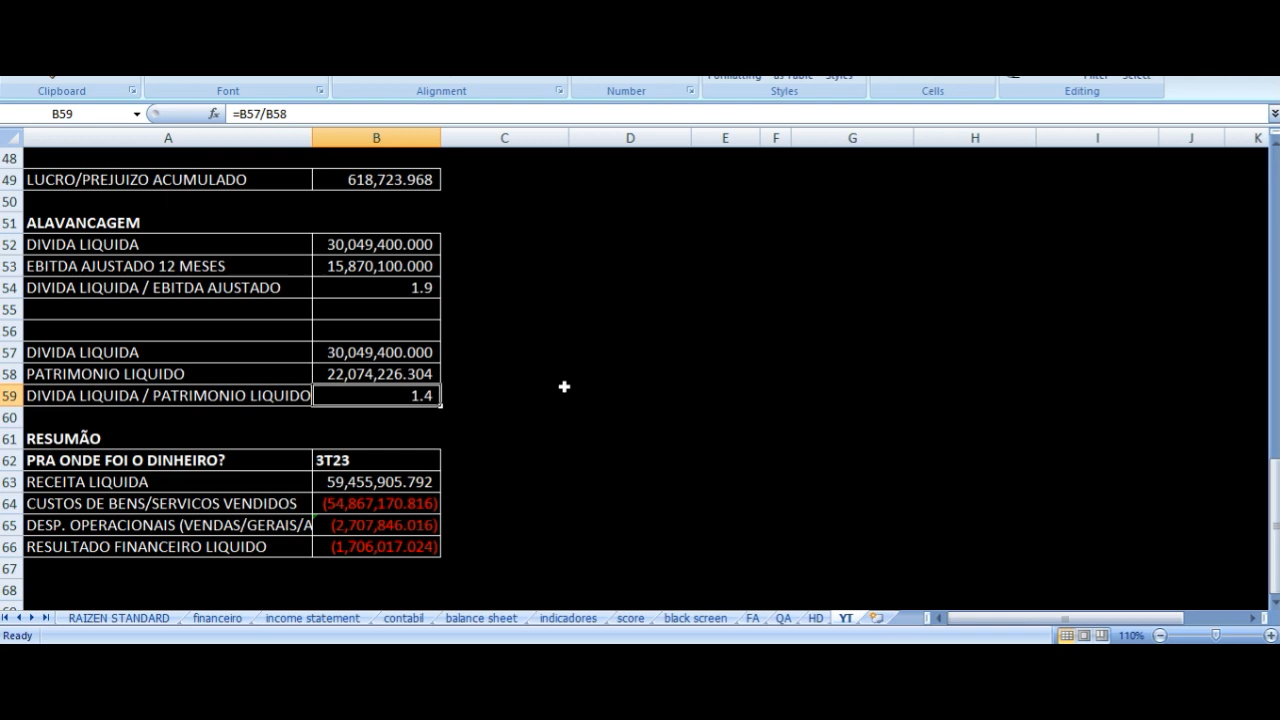 Clipboard Font Alignment Number Styles Cells Editing
B59 fx =B57/B58
A B C D E F G H I J K
48
49 LUCRO/PREJUIZO ACUMULADO 618,723.968
50
51 ALAVANCAGEM
52 DIVIDA LIQUIDA 30,049,400.000
53 EBITDA AJUSTADO 12 MESES 15,870,100.000
54 DIVIDA LIQUIDA / EBITDA AJUSTADO 1.9
55
56
57 DIVIDA LIQUIDA 30,049,400.000
58 PATRIMONIO LIQUIDO 22,074,226.304
59 DIVIDA LIQUIDA / PATRIMONIO LIQUIDO 1.4
60
61 RESUMÃO
62 PRA ONDE FOI O DINHEIRO? 3T23
63 RECEITA LIQUIDA 59,455,905.792
64 CUSTOS DE BENS/SERVICOS VENDIDOS (54,867,170.816)
65 DESP. OPERACIONAIS (VENDAS/GERAIS/A (2,707,846.016)
66 RESULTADO FINANCEIRO LIQUIDO (1,706,017.024)
67
68
RAIZEN STANDARD financeiro income statement contabil balance sheet indicadores score black screen FA QA HD YT
Ready 110%